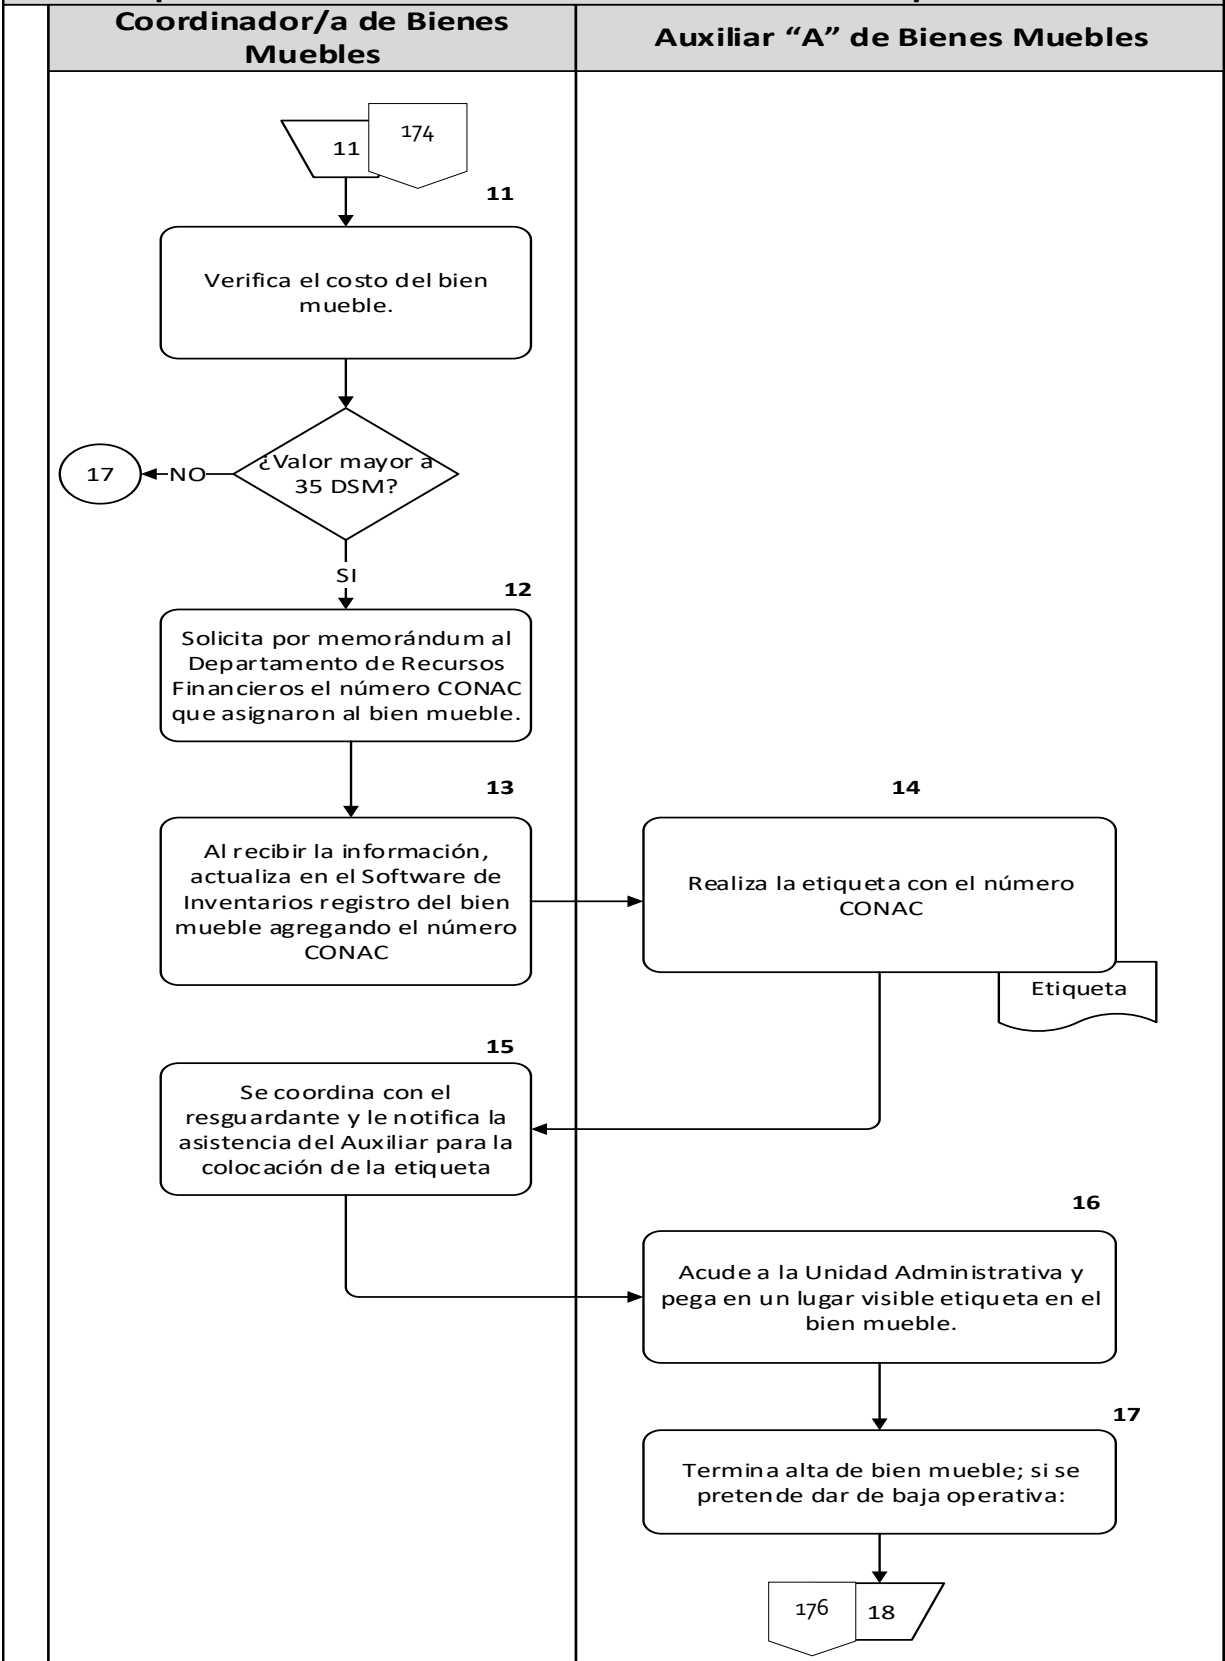 Coordinador/a de Bienes
Muebles
Auxiliar “A” de Bienes Muebles
11
174
11
Verifica el costo del bien
mueble.
¿Valor mayor a
35 DSM?
NO
17
SI
12
Solicita por memorándum al
Departamento de Recursos
Financieros el número CONAC
que asignaron al bien mueble.
13
Al recibir la información,
actualiza en el Software de
Inventarios registro del bien
mueble agregando el número
CONAC
14
Realiza la etiqueta con el número
CONAC
Etiqueta
15
Se coordina con el
resguardante y le notifica la
asistencia del Auxiliar para la
colocación de la etiqueta
16
Acude a la Unidad Administrativa y
pega en un lugar visible etiqueta en el
bien mueble.
17
Termina alta de bien mueble; si se
pretende dar de baja operativa:
176
18